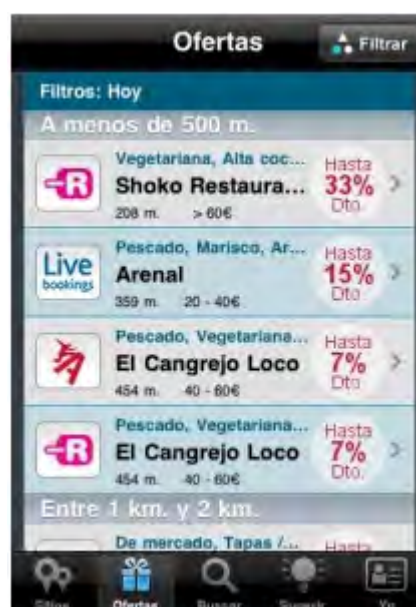 Ofertas
Filtrar
Filtros: Hoy
A menos de 500 m.
Vegetariana, Alta coc...
Shoko Restaura...
208 m. > 60€
Hasta
33%
Dto.
R
Pescado, Marisco, Ar...
Arenal
359 m. 20 - 40€
Hasta
15%
Dto.
Live
bookings
Pescado, Vegetariana...
El Cangrejo Loco
454 m. 40 - 60€
Hasta
7%
Dto.
Pescado, Vegetariana...
El Cangrejo Loco
454 m. 40 - 60€
Hasta
7%
Dto.
R
Entre 1 km. y 2 km.
De mercado, Tapas /...
Hasta
Ofertas
Buscar
Yo